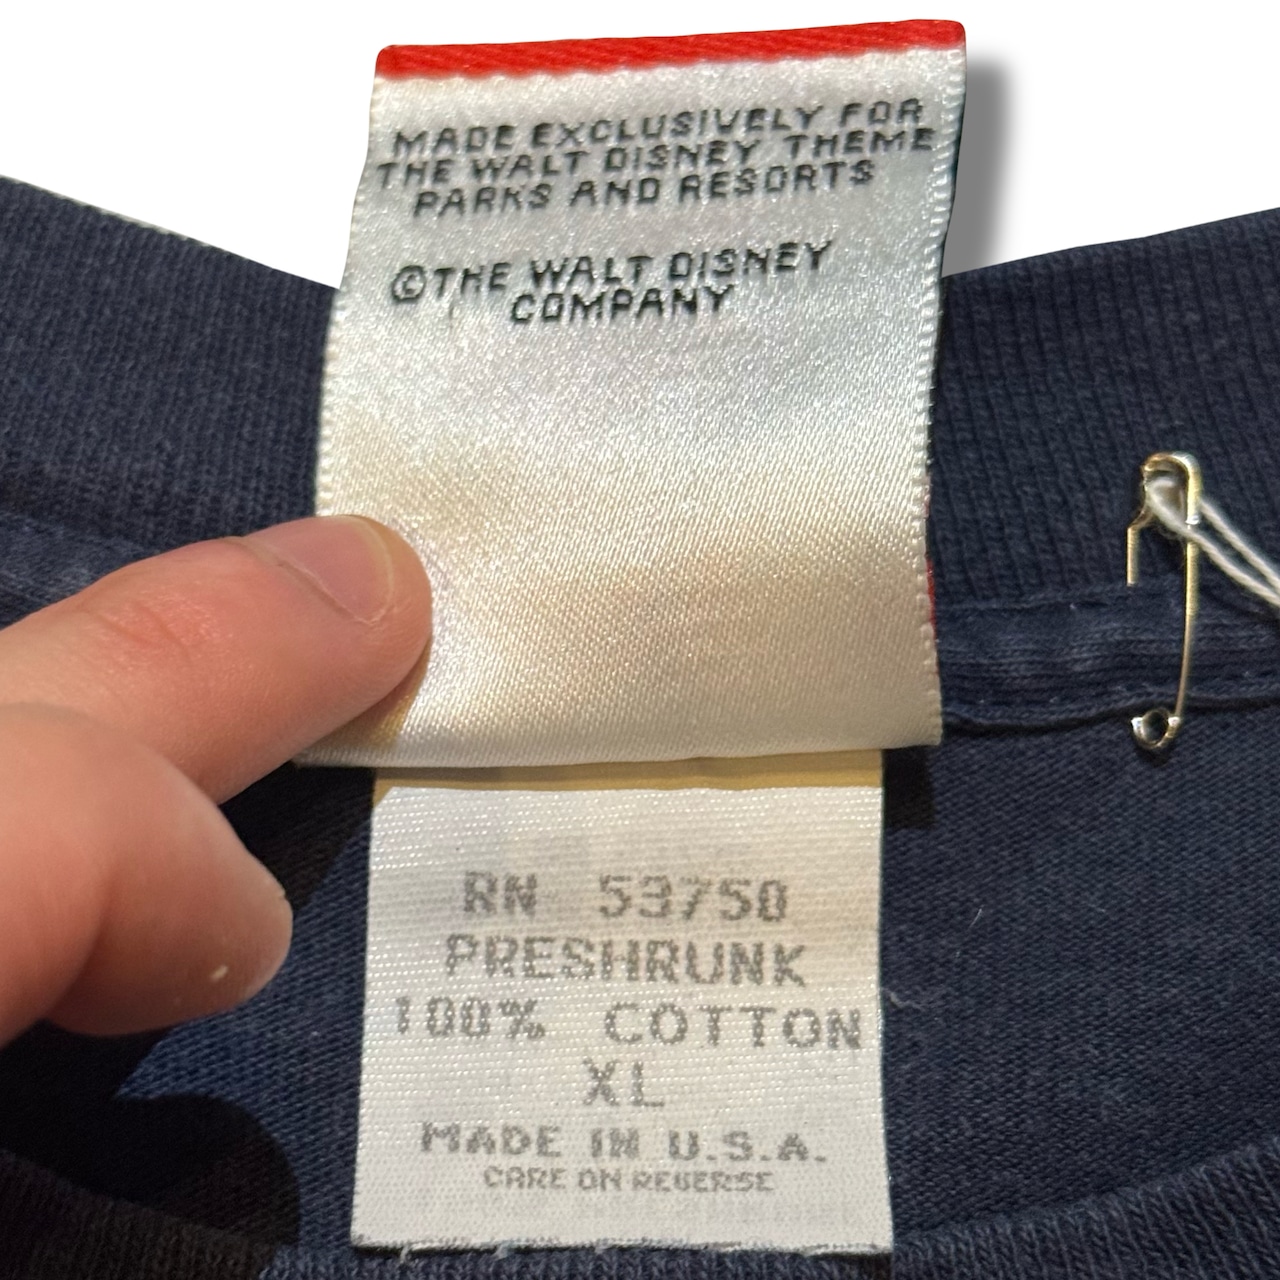 MADE EXCLUSIVELY FOR
THE WALT DISNEY THEME
PARKS AND RESORTS
©THE WALT DISNEY
COMPANY
RN 53750
PRESHRUNK
100% COTTON
XL
MADE IN U.S.A.
CARE ON REVERSE